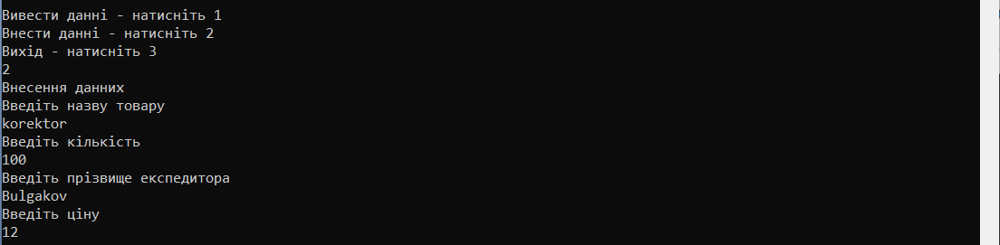 Вивести данні - натисніть 1
Внести данні - натисніть 2
Вихід - натисніть 3
2
Внесення данних
Введіть назву товару
korektor
Введіть кількість
100
Введіть прізвище експедитора
Bulgakov
Введіть ціну
12